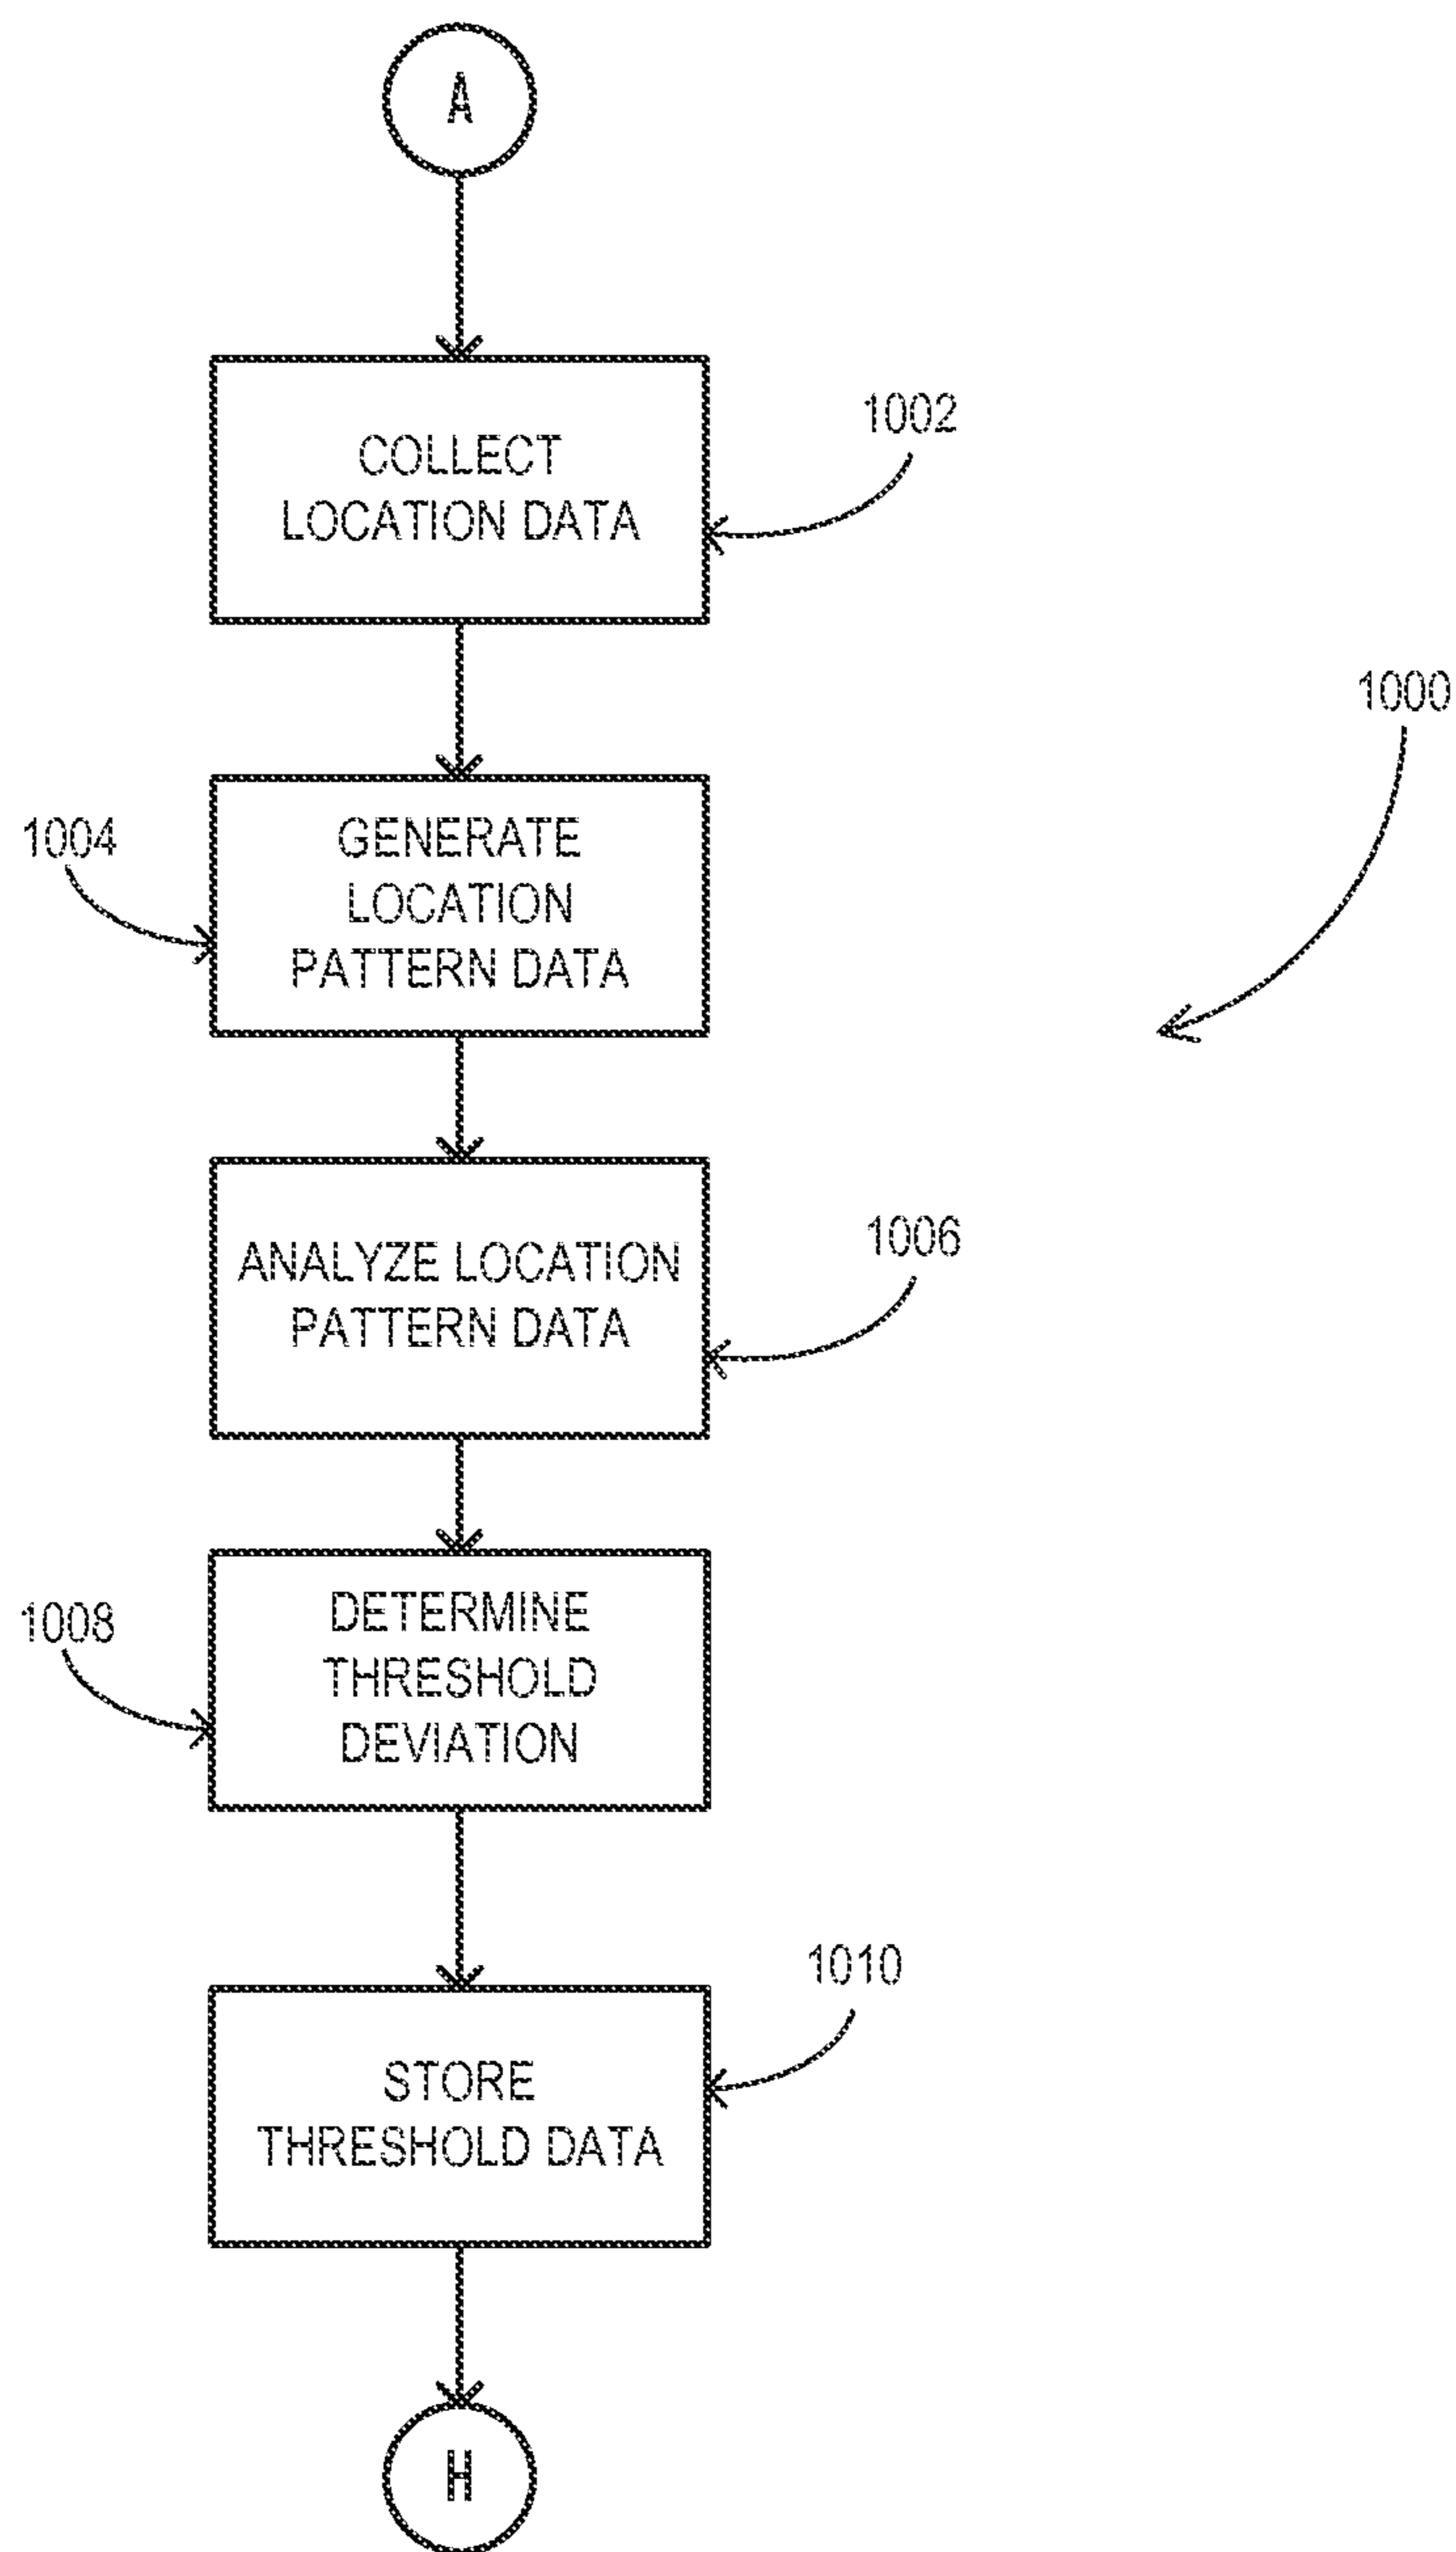 A
COLLECT
LOCATION DATA
1002
1000
GENERATE
LOCATION
PATTERN DATA
1004
ANALYZE LOCATION
PATTERN DATA
1006
DETERMINE
THRESHOLD
DEVIATION
1008
STORE
THRESHOLD DATA
1010
H